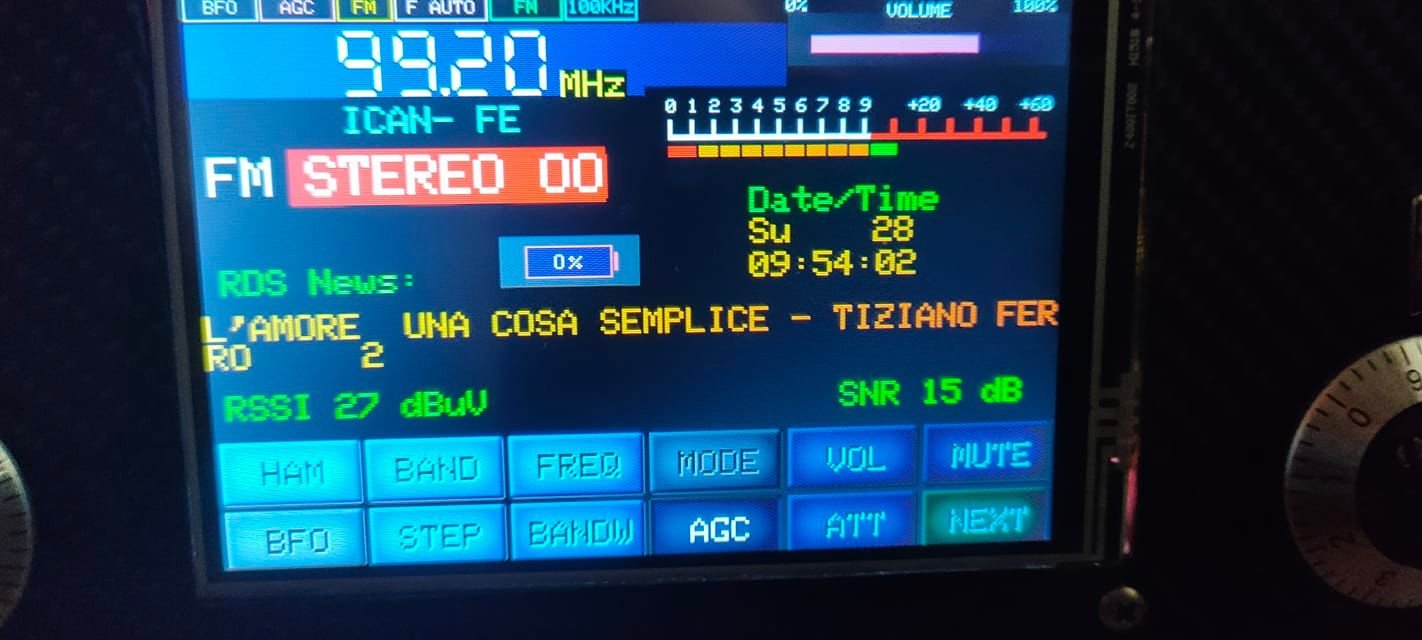 BFO AGC FM F AUTO FM 100KHz
0% VOLUME 100%
99.20 MHz
ICAN- FE
0 1 2 3 4 5 6 7 8 9 +20 +40 +60
FM STEREO 00
Date/Time
Su 28
09:54:02
0%
RDS News:
L'AMORE UNA COSA SEMPLICE - TIZIANO FER
RO 2
RSSI 27 dBuV
SNR 15 dB
HAM BAND FREQ MODE VOL MUTE
BFO STEP BANDW AGC ATT NEXT